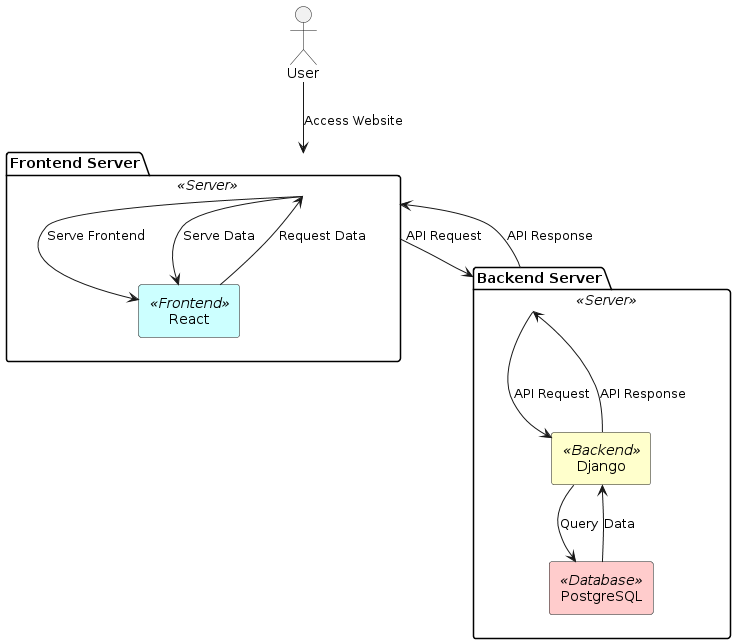 User
Access Website
Frontend Server
«Server»
Serve Frontend
Serve Data
Request Data
API Request
API Response
«Frontend»
React
Backend Server
«Server»
API Request
API Response
«Backend»
Django
Query
Data
«Database»
PostgreSQL